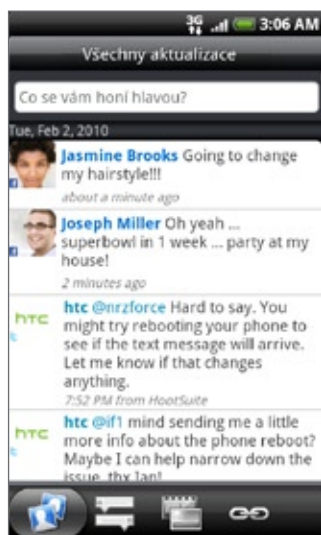 3G 3:06 AM
Všechny aktualizace
Co se vám honí hlavou?
Tue, Feb 2, 2010
Jasmine Brooks Going to change
my hairstyle!!!
about a minute ago
Joseph Miller Oh yeah ...
superbowl in 1 week ... party at my
house!
2 minutes ago
htc
htc @nrzforce Hard to say. You
might try rebooting your phone to
see if the text message will arrive.
Let me know if that changes
anything.
7:52 PM from HootSuite
htc
htc @if1 mind sending me a little
more info about the phone reboot?
Maybe I can help narrow down the
issue, thx Ian!